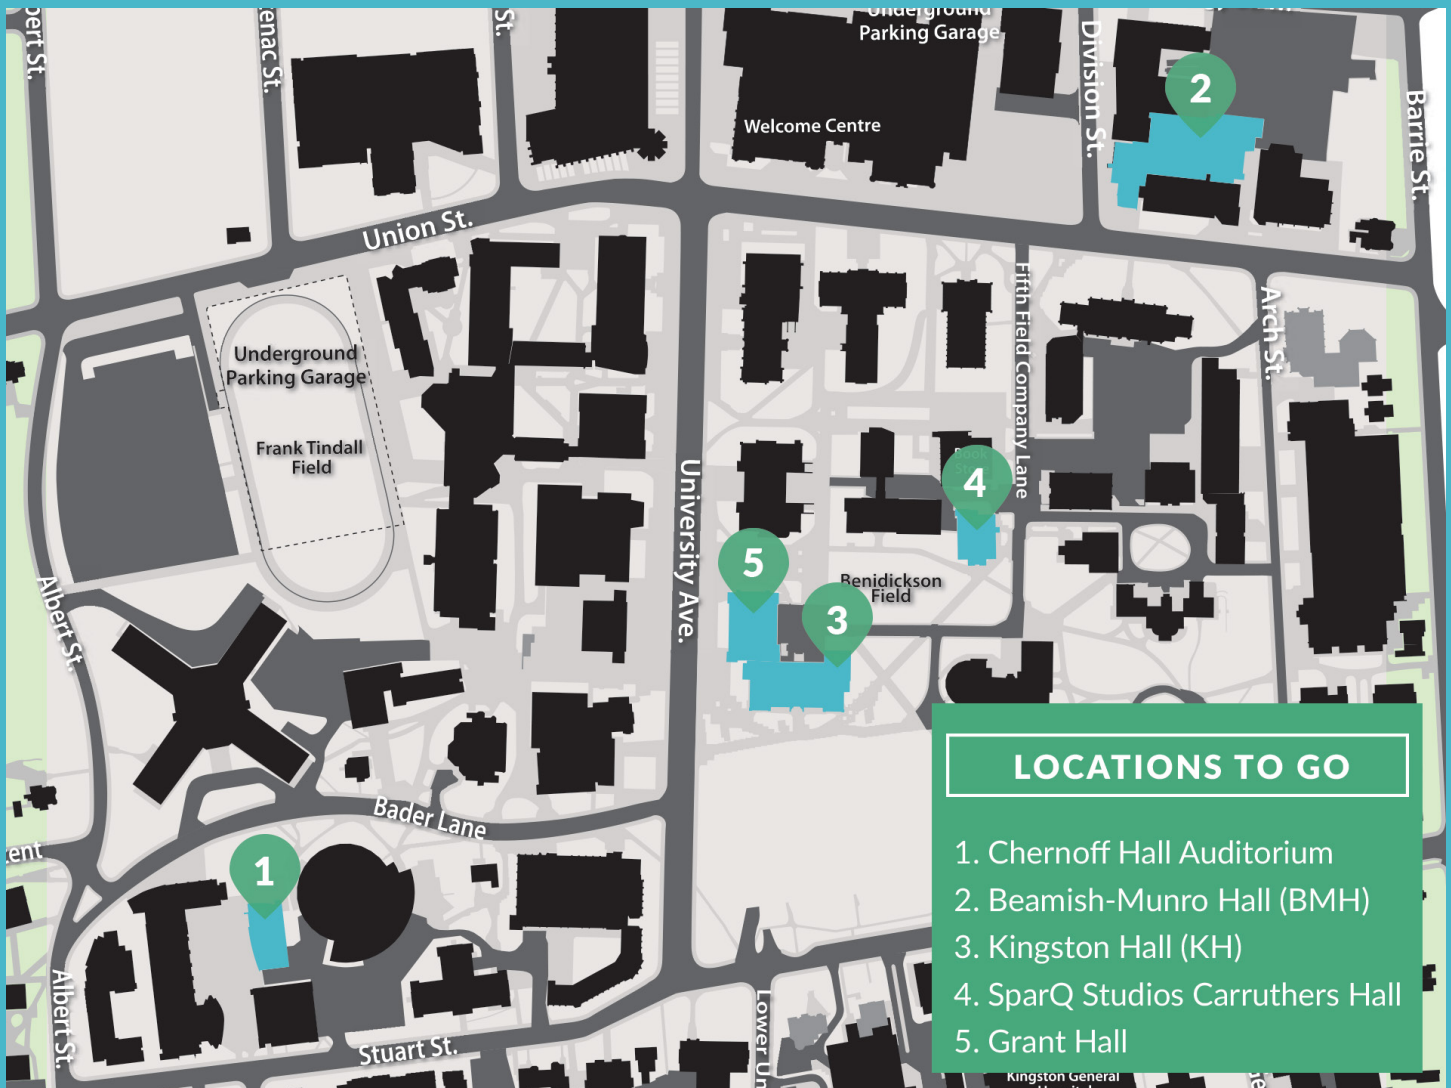 St.
Underground
Parking Garage
Division St.
2
Barrie St.
Welcome Centre
Union St.
Underground
Parking Garage
Frank Tindall
Field
Fifth Field Company Lane
Arch St.
University Ave.
Book
4
5
Benidickson
Field
3
Albert St.
Bader Lane
1
Albert St.
Stuart St.
LOCATIONS TO GO
1. Chernoff Hall Auditorium
2. Beamish-Munro Hall (BMH)
3. Kingston Hall (KH)
4. SparQ Studios Carruthers Hall
5. Grant Hall
Kingston General